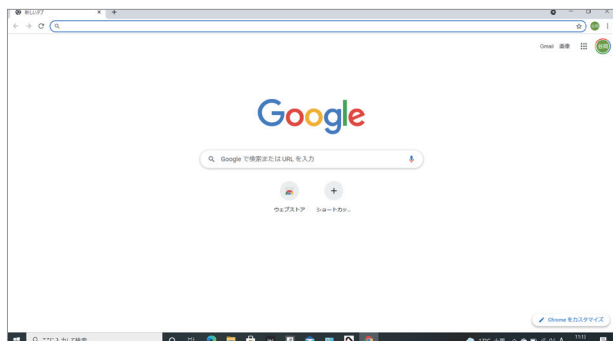 新しいタブ
Gmail 画像
Google
Google で検索または URL を入力
ウェブストア ショートカッ...
Chrome をカスタマイズ
ここに入力して検索
11:11